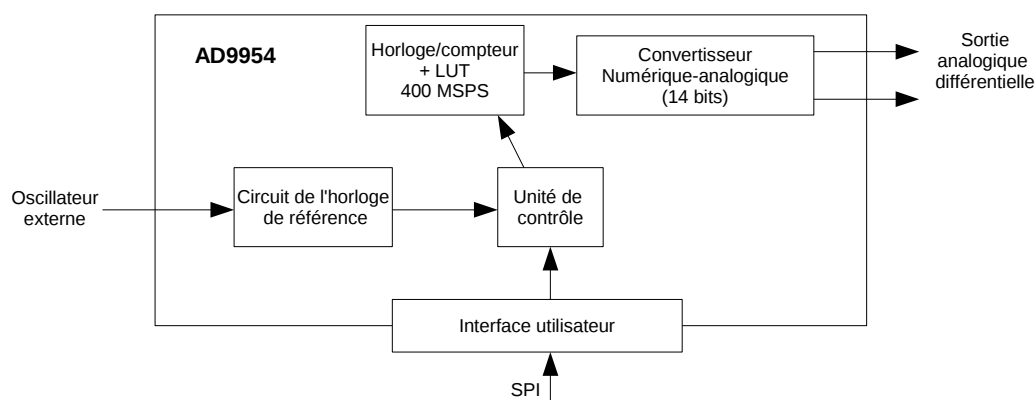 AD9954
Horloge/compteur
+ LUT
400 MSPS
Convertisseur
Numérique-analogique
(14 bits)
Sortie
analogique
différentielle
Oscillateur
externe
Circuit de l'horloge
de référence
Unité de
contrôle
Interface utilisateur
SPI